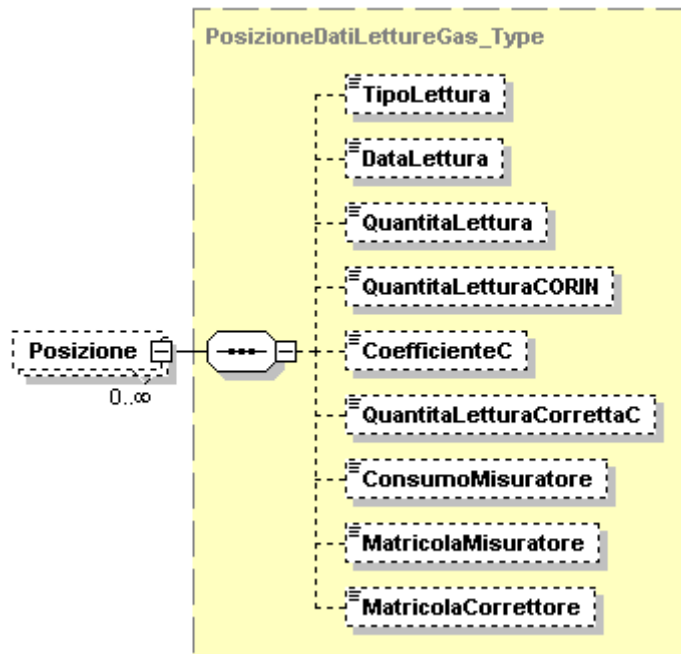 PosizioneDatiLettureGas_Type
TipoLettura
DataLettura
QuantitaLettura
QuantitaLetturaCORIN
Posizione
0..∞
CoefficienteC
QuantitaLetturaCorrettaC
ConsumoMisuratore
MatricolaMisuratore
MatricolaCorrettore